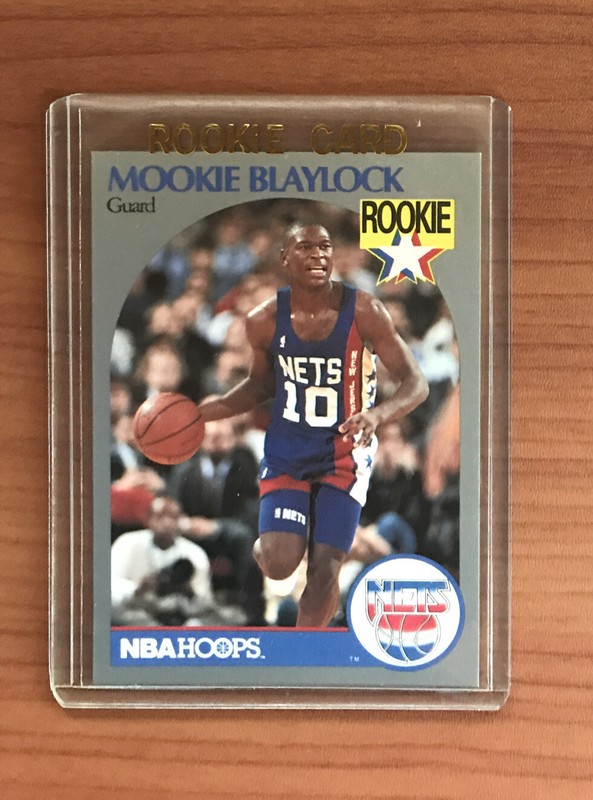 ROOKIE CARD
MOOKIE BLAYLOCK
Guard
ROOKIE
NETS
10
NEW JERSEY
NETS
NETS
NBA HOOPS
TM